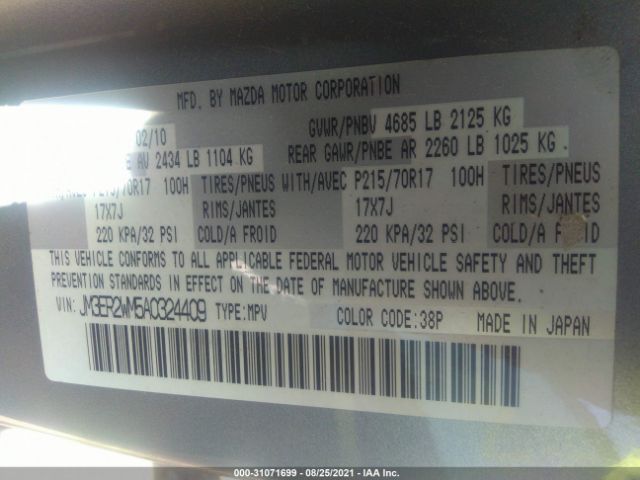 MFD. BY MAZDA MOTOR CORPORATION
02/10 GVWR/PNBV 4685 LB 2125 KG
AV 2434 LB 1104 KG REAR GAWR/PNBE AR 2260 LB 1025 KG
P215/70R17 100H TIRES/PNEUS WITH/AVEC P215/70R17 100H TIRES/PNEUS
17X7J RIMS/JANTES 17X7J RIMS/JANTES
220 KPA/32 PSI COLD/A FROID 220 KPA/32 PSI COLD/A FROID
THIS VEHICLE CONFORMS TO ALL APPLICABLE FEDERAL MOTOR VEHICLE SAFETY AND THEFT
PREVENTION STANDARDS IN EFFECT ON THE DATE OF MANUFACTURE SHOWN ABOVE.
VIN: JM3ER2WM5A0324409 TYPE:MPV COLOR CODE:38P MADE IN JAPAN
000-31071699 - 08/25/2021 - IAA Inc.